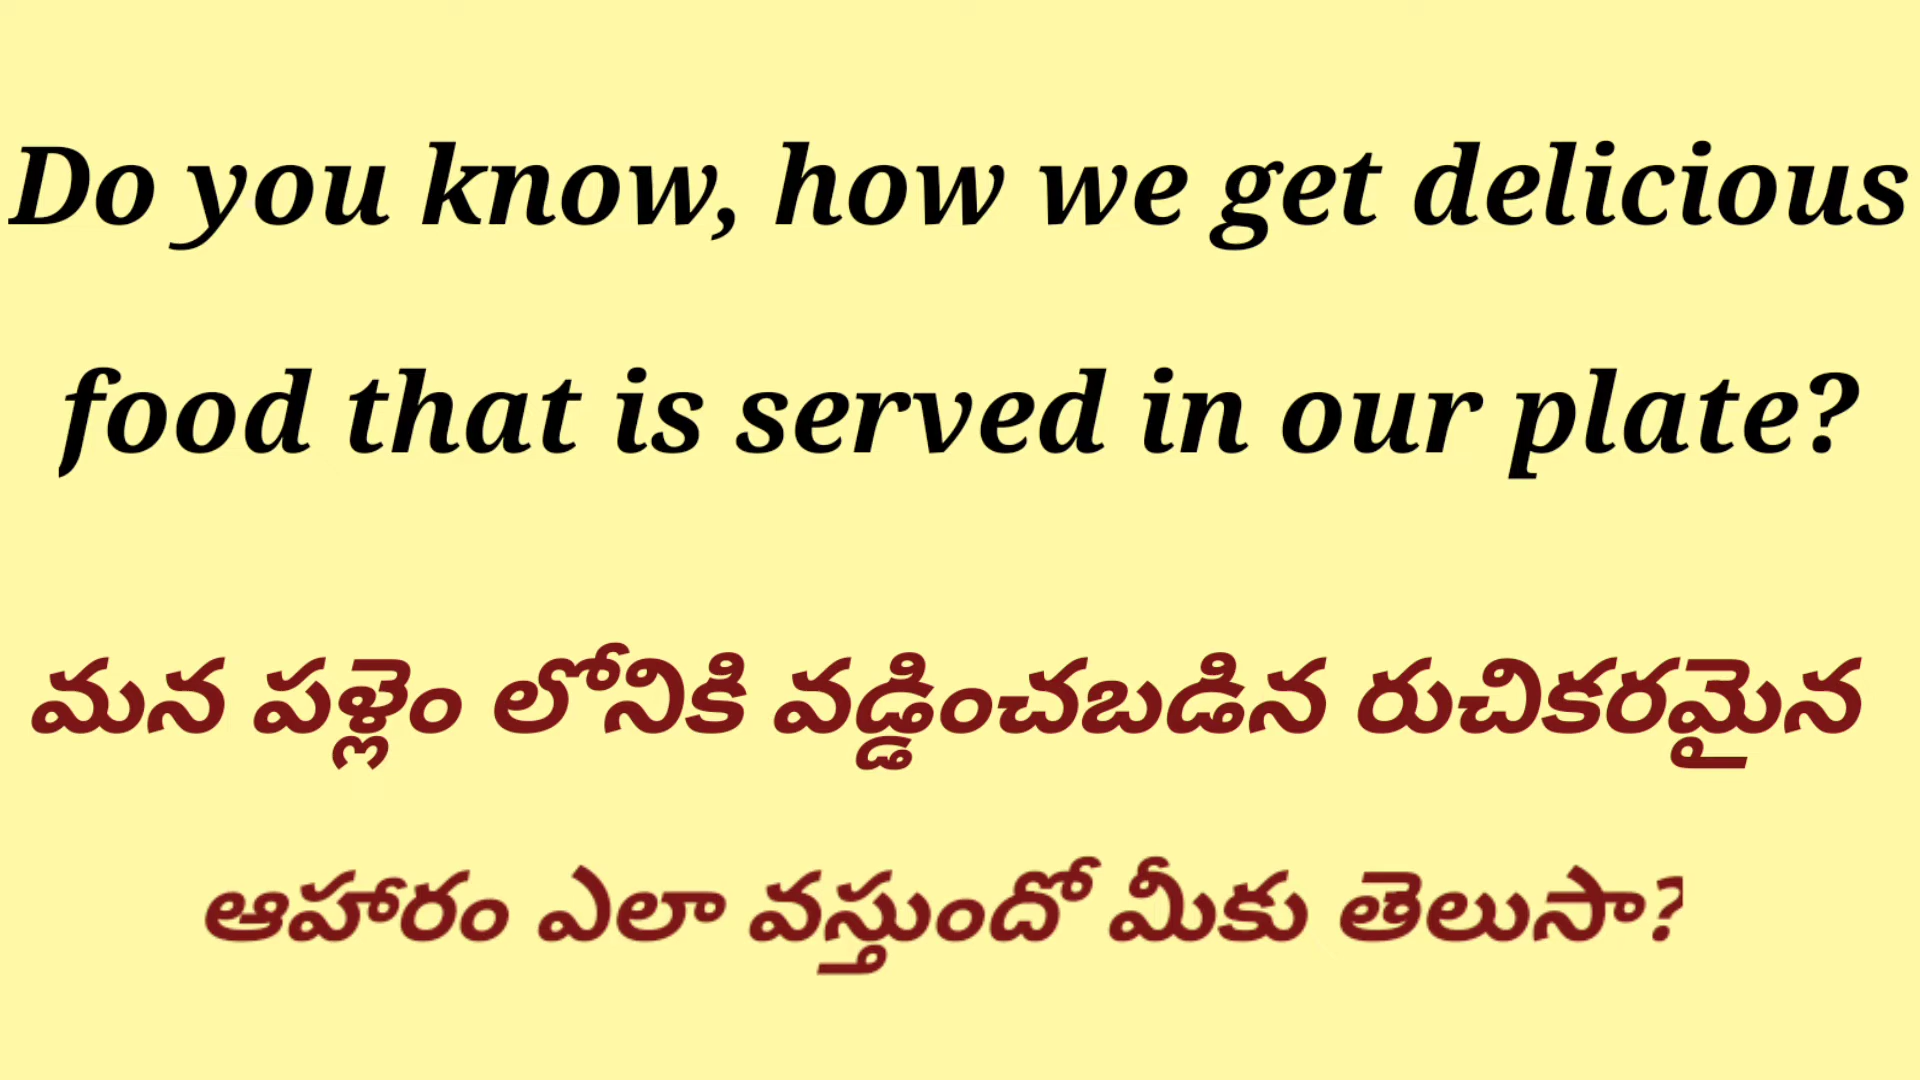 Do you know, how we get delicious
food that is served in our plate?
మన పళ్లెం లోనికి వడ్డించబడిన రుచికరమైన
ఆహారం ఎలా వస్తుందో మీకు తెలుసా?